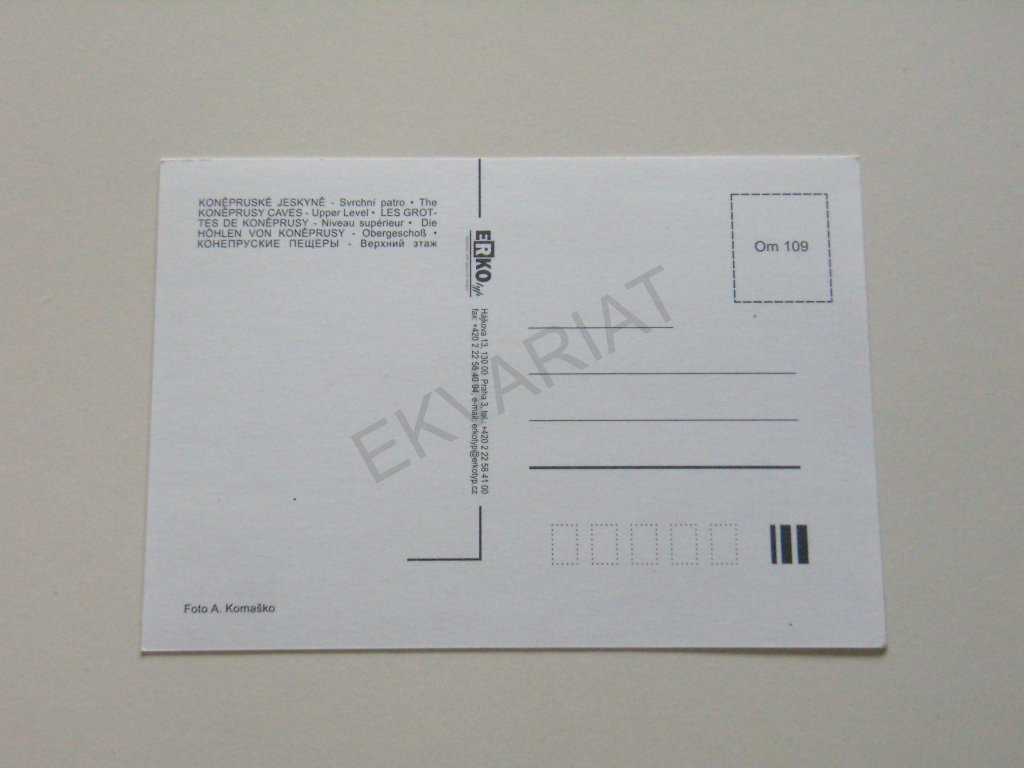 KONĚPRUSKÉ JESKYNĚ - Svrchní patro • The
KONĚPRUSY CAVES - Upper Level • LES GROT-
TES DE KONĚPRUSY - Niveau supérieur • Die
HÖHLEN VON KONĚPRUSY - Obergeschoß •
КОНЕПРУСКИЕ ПЕЩЕРЫ - Верхний этаж
ERKO typ
Hájkova 13, 130 00 Praha 3, tel.: +420 2 22 58 41 00
fax: +420 2 22 58 40 94, e-mail: erkotyp@erkotyp.cz
Om 109
EKVARIAT
Foto A. Komaško